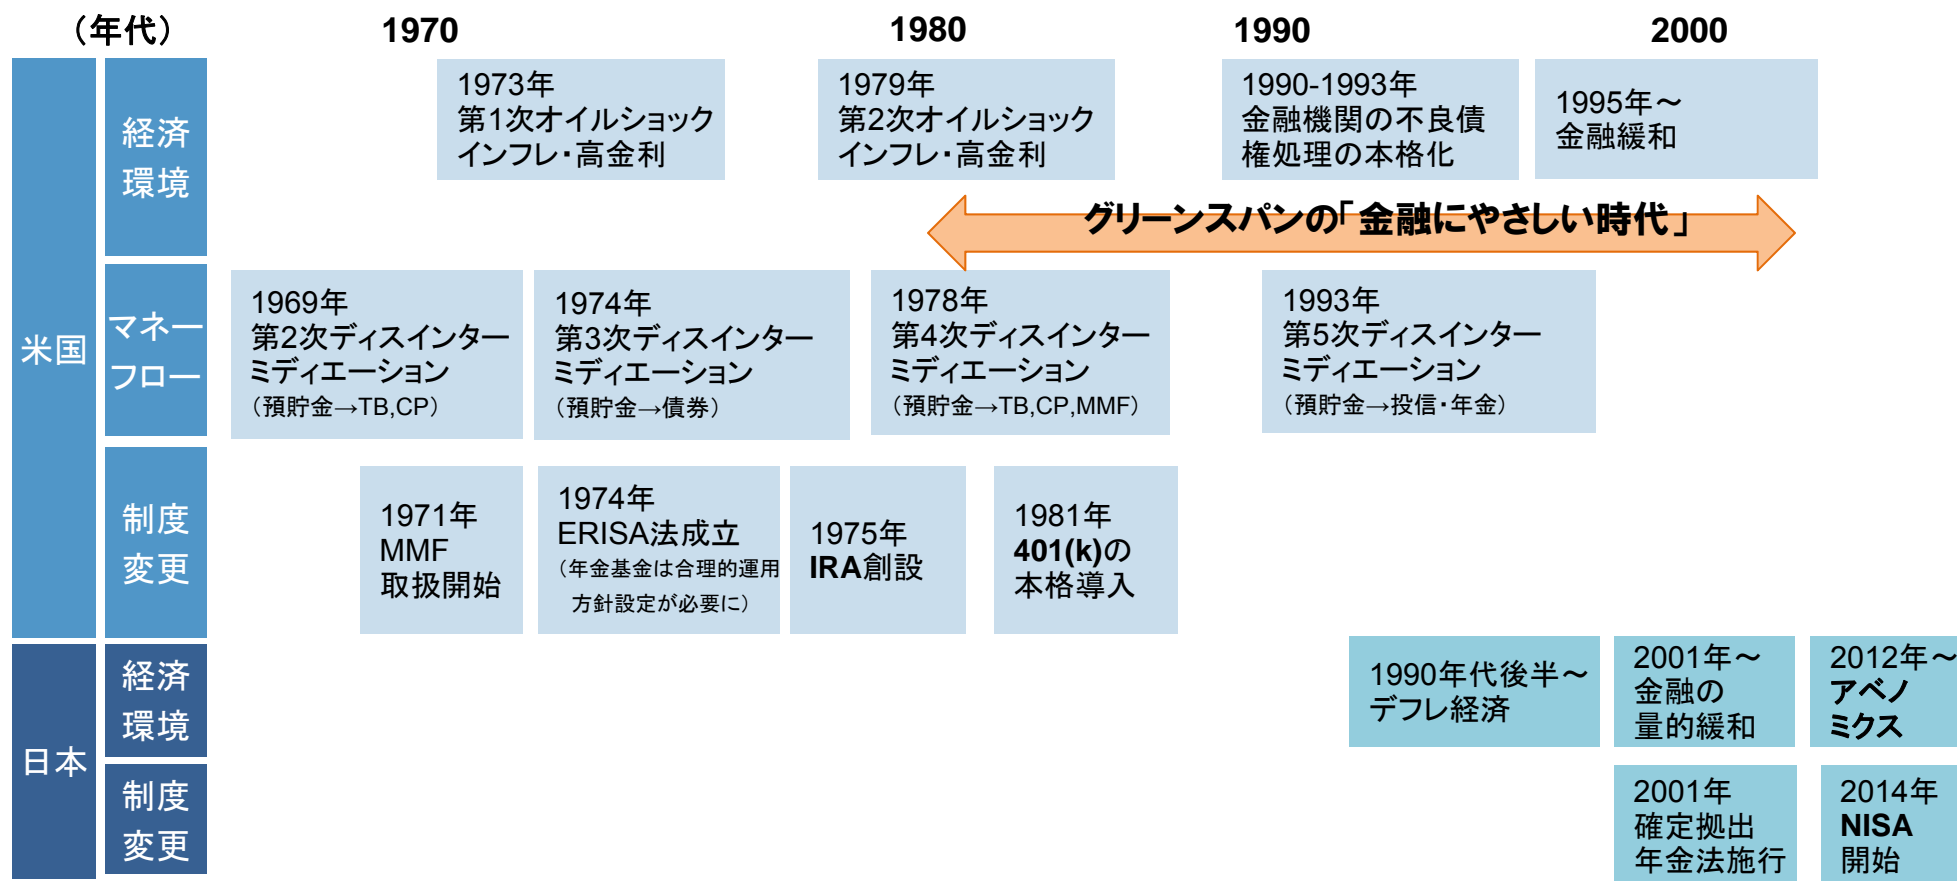 （年代）
1970
1980
1990
2000
米国
経済
環境
1973年
第1次オイルショック
インフレ・高金利
1979年
第2次オイルショック
インフレ・高金利
1990-1993年
金融機関の不良債
権処理の本格化
1995年～
金融緩和
グリーンスパンの「金融にやさしい時代」
マネー
フロー
1969年
第2次ディスインター
ミディエーション
（預貯金→TB,CP）
1974年
第3次ディスインター
ミディエーション
（預貯金→債券）
1978年
第4次ディスインター
ミディエーション
（預貯金→TB,CP,MMF）
1993年
第5次ディスインター
ミディエーション
（預貯金→投信・年金）
制度
変更
1971年
MMF
取扱開始
1974年
ERISA法成立
（年金基金は合理的運用
方針設定が必要に）
1975年
IRA創設
1981年
401(k)の
本格導入
日本
経済
環境
1990年代後半～
デフレ経済
2001年～
金融の
量的緩和
2012年～
アベノ
ミクス
制度
変更
2001年
確定拠出
年金法施行
2014年
NISA
開始